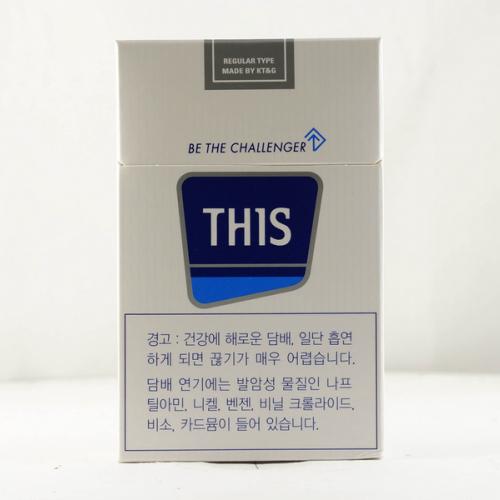 REGULAR TYPE
MADE BY KT&G
BE THE CHALLENGER
THIS
경고 : 건강에 해로운 담배, 일단 흡연
하게 되면 끊기가 매우 어렵습니다.
담배 연기에는 발암성 물질인 나프
틸아민, 니켈, 벤젠, 비닐 크롤라이드,
비소, 카드뮴이 들어 있습니다.